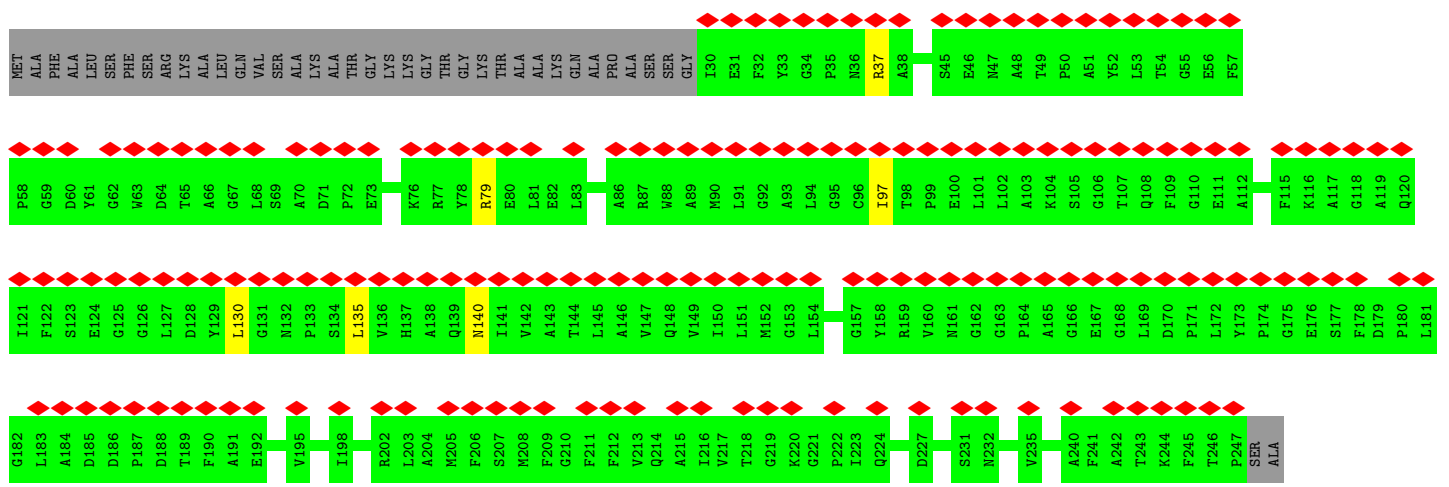 MET ALA PHE ALA LEU SER PHE SER ARG LYS ALA LEU GLN VAL SER ALA LYS ALA THR GLY LYS LYS GLY THR GLY LYS THR ALA ALA LYS GLN ALA PRO ALA SER SER GLY I30 E31 F32 Y33 G34 P35 N36 R37 A38 S45 E46 N47 A48 T49 P50 A51 Y52 L53 T54 G55 E56 F57
P58 G59 D60 Y61 G62 W63 D64 T65 A66 G67 L68 S69 A70 D71 P72 E73 K76 R77 Y78 R79 E80 L81 E82 L83 A86 R87 W88 A89 M90 L91 G92 A93 L94 G95 C96 I97 T98 P99 E100 L101 L102 A103 K104 S105 G106 T107 Q108 F109 G110 E111 A112 F115 K116 A117 G118 A119 Q120
I121 F122 S123 E124 G125 G126 L127 D128 Y129 L130 G131 N132 P133 S134 L135 V136 H137 A138 Q139 N140 I141 V142 A143 T144 L145 A146 V147 Q148 V149 I150 L151 M152 G153 L154 G157 Y158 R159 V160 N161 G162 G163 P164 A165 G166 E167 G168 L169 D170 P171 L172 Y173 P174 G175 E176 S177 F178 D179 P180 L181
G182 L183 A184 D185 D186 P187 D188 T189 F190 A191 E192 V195 I198 R202 L203 A204 M205 F206 S207 M208 F209 G210 F211 F212 V213 Q214 A215 I216 V217 T218 G219 K220 G221 P222 I223 Q224 D227 S231 N232 V235 A240 F241 A242 T243 K244 F245 T246 P247 SER ALA